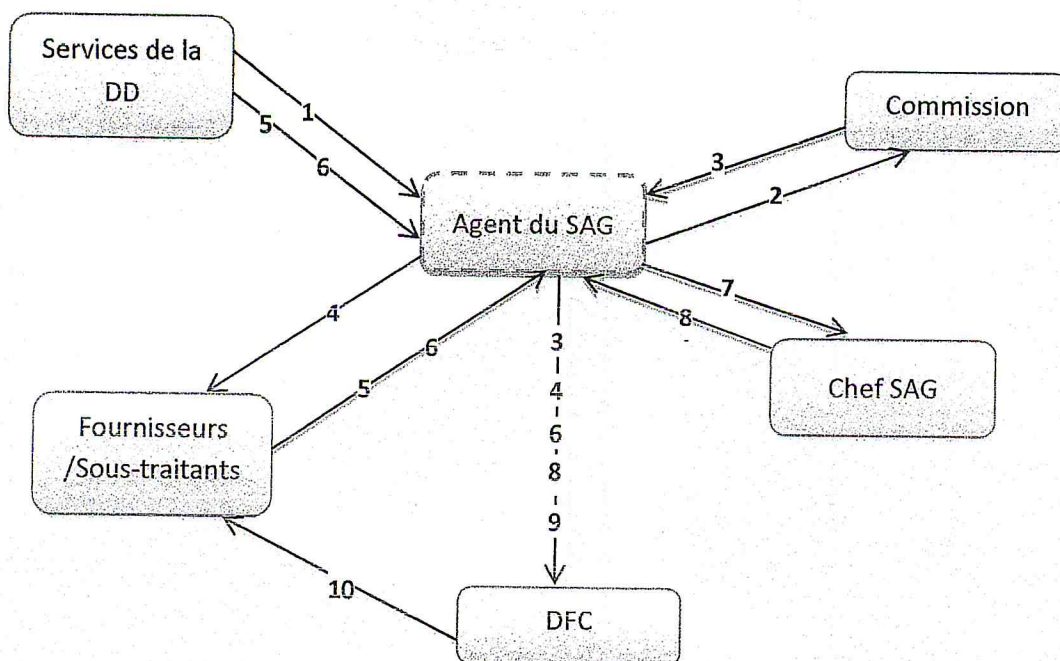 Services de la
DD
Commission
1
5
6
3
2
Agent du SAG
7
8
4
6
5
3
4
6
8
9
Chef SAG
Fournisseurs
/Sous-traitants
10
DFC